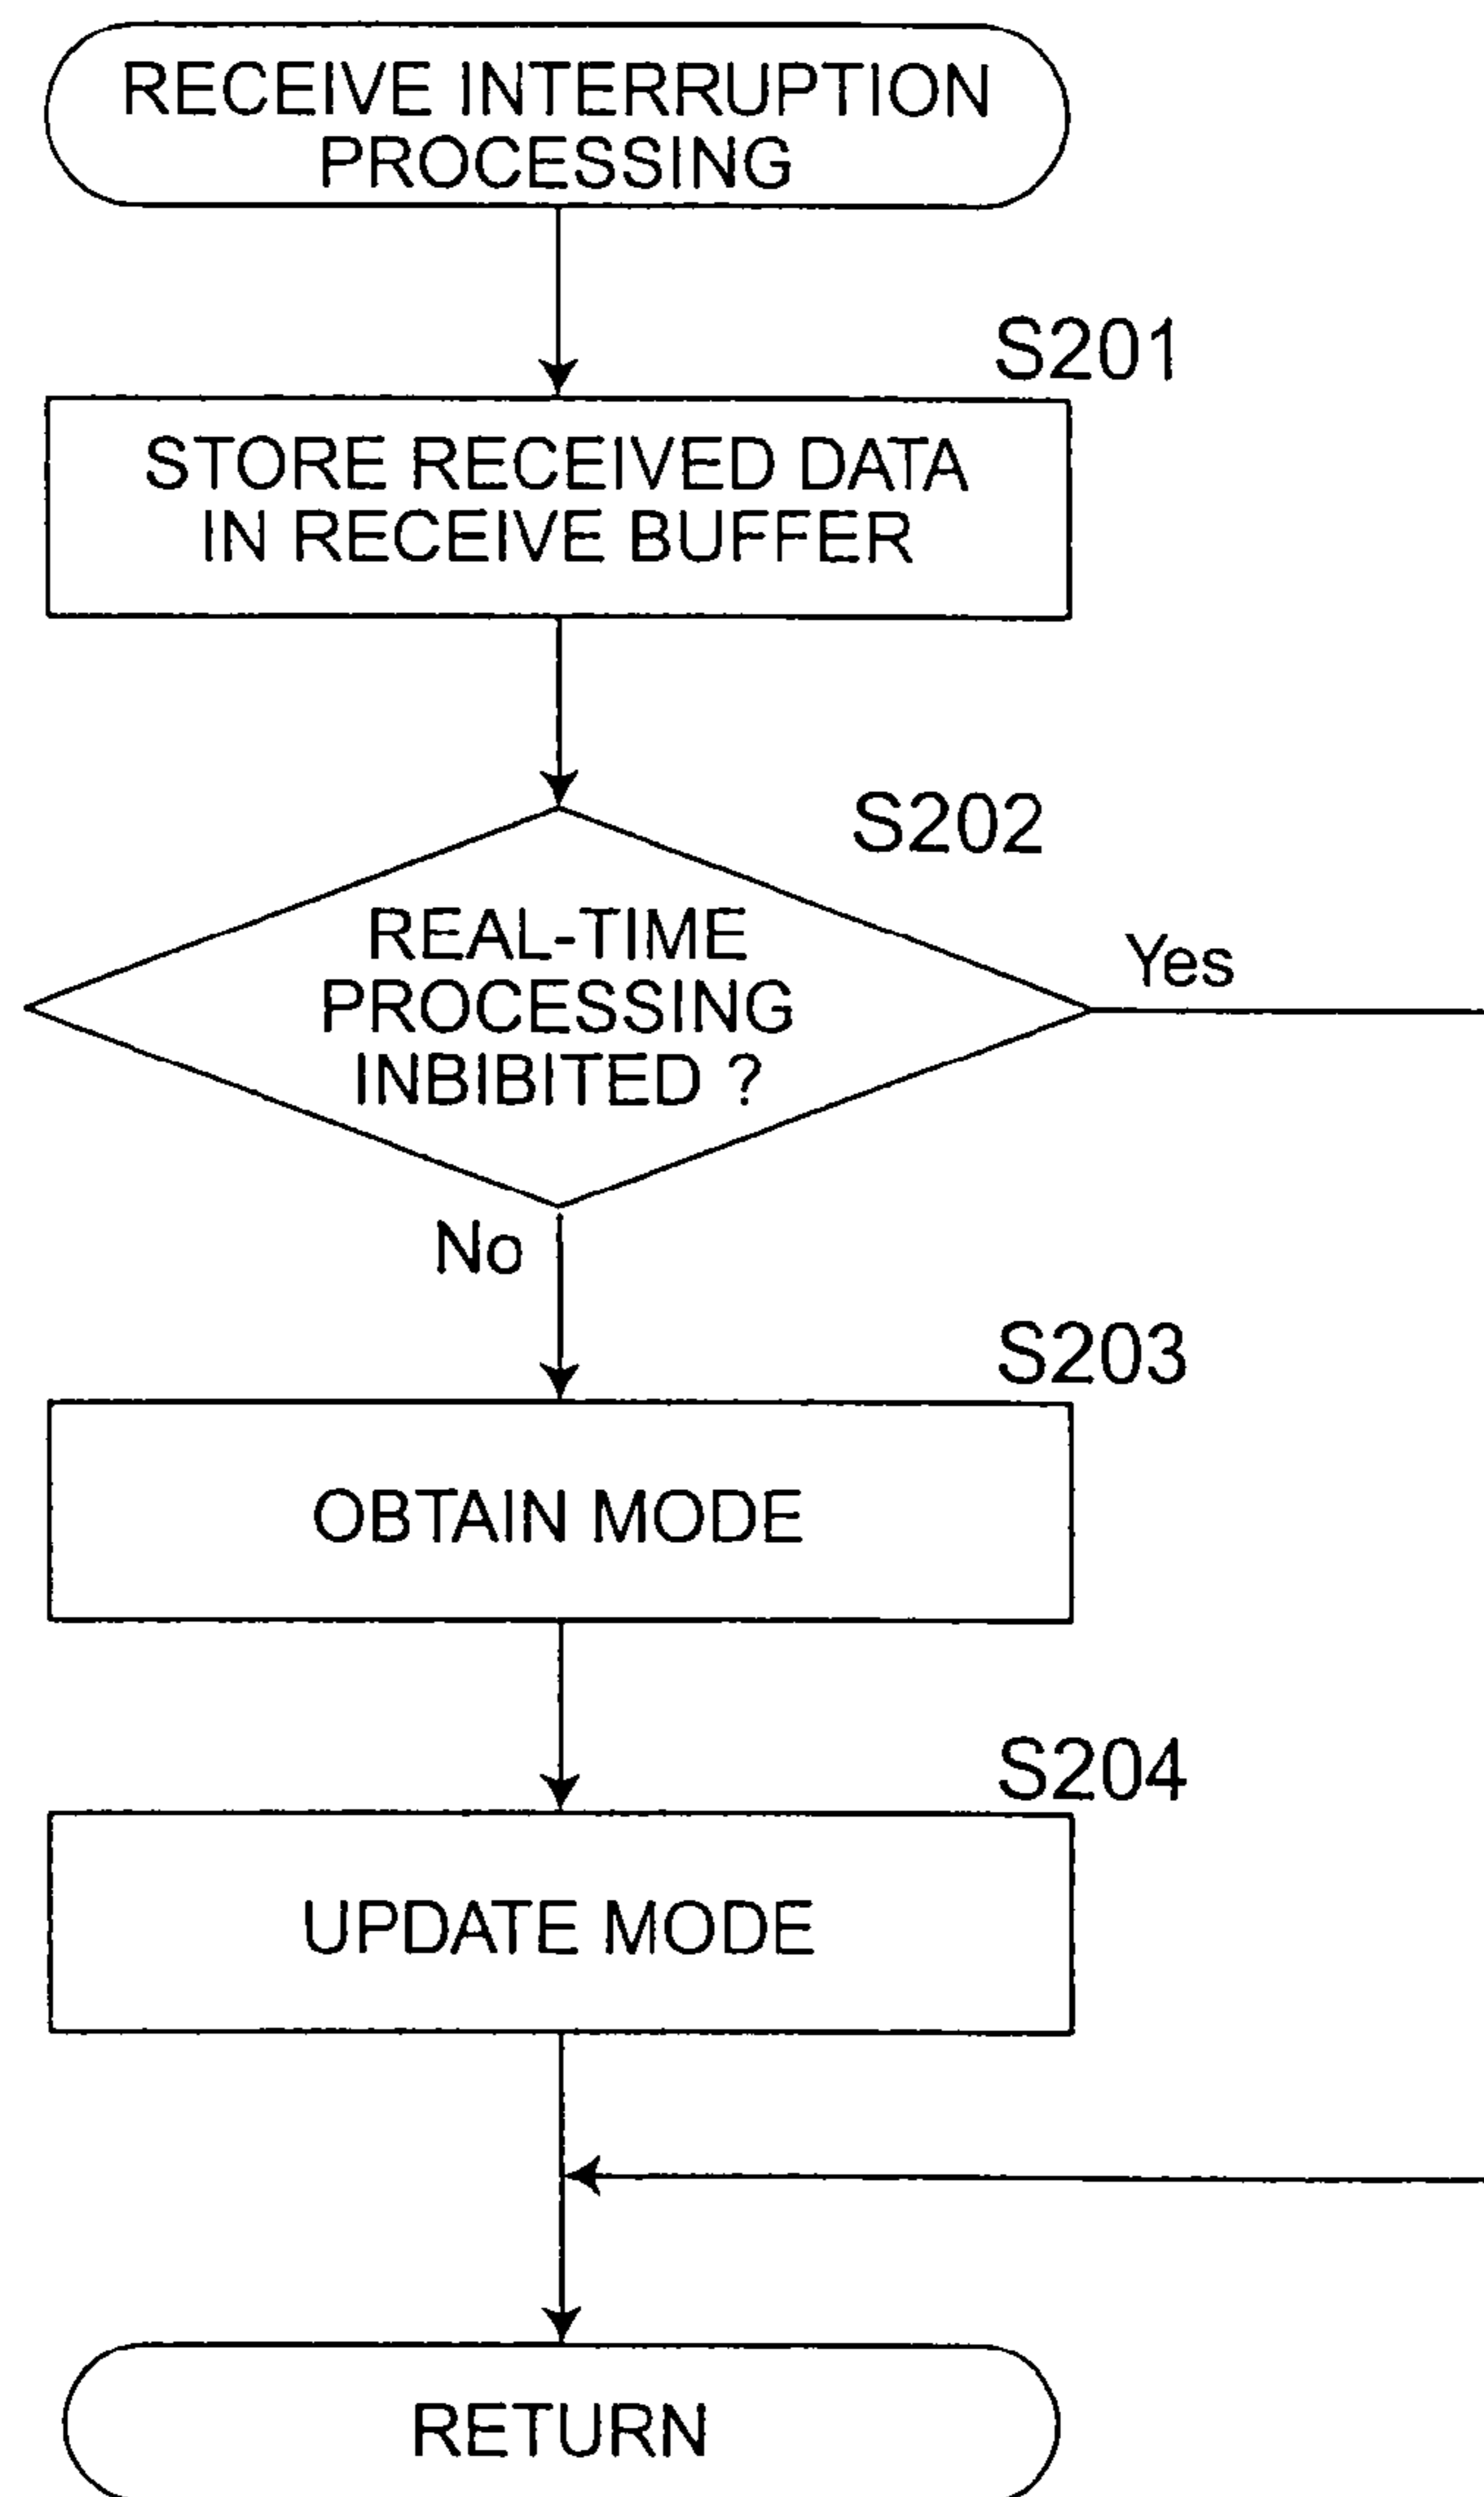 RECEIVE INTERRUPTION
PROCESSING
S201
STORE RECEIVED DATA
IN RECEIVE BUFFER
S202
REAL-TIME
PROCESSING
INBIBITED ?
Yes
No
S203
OBTAIN MODE
S204
UPDATE MODE
RETURN